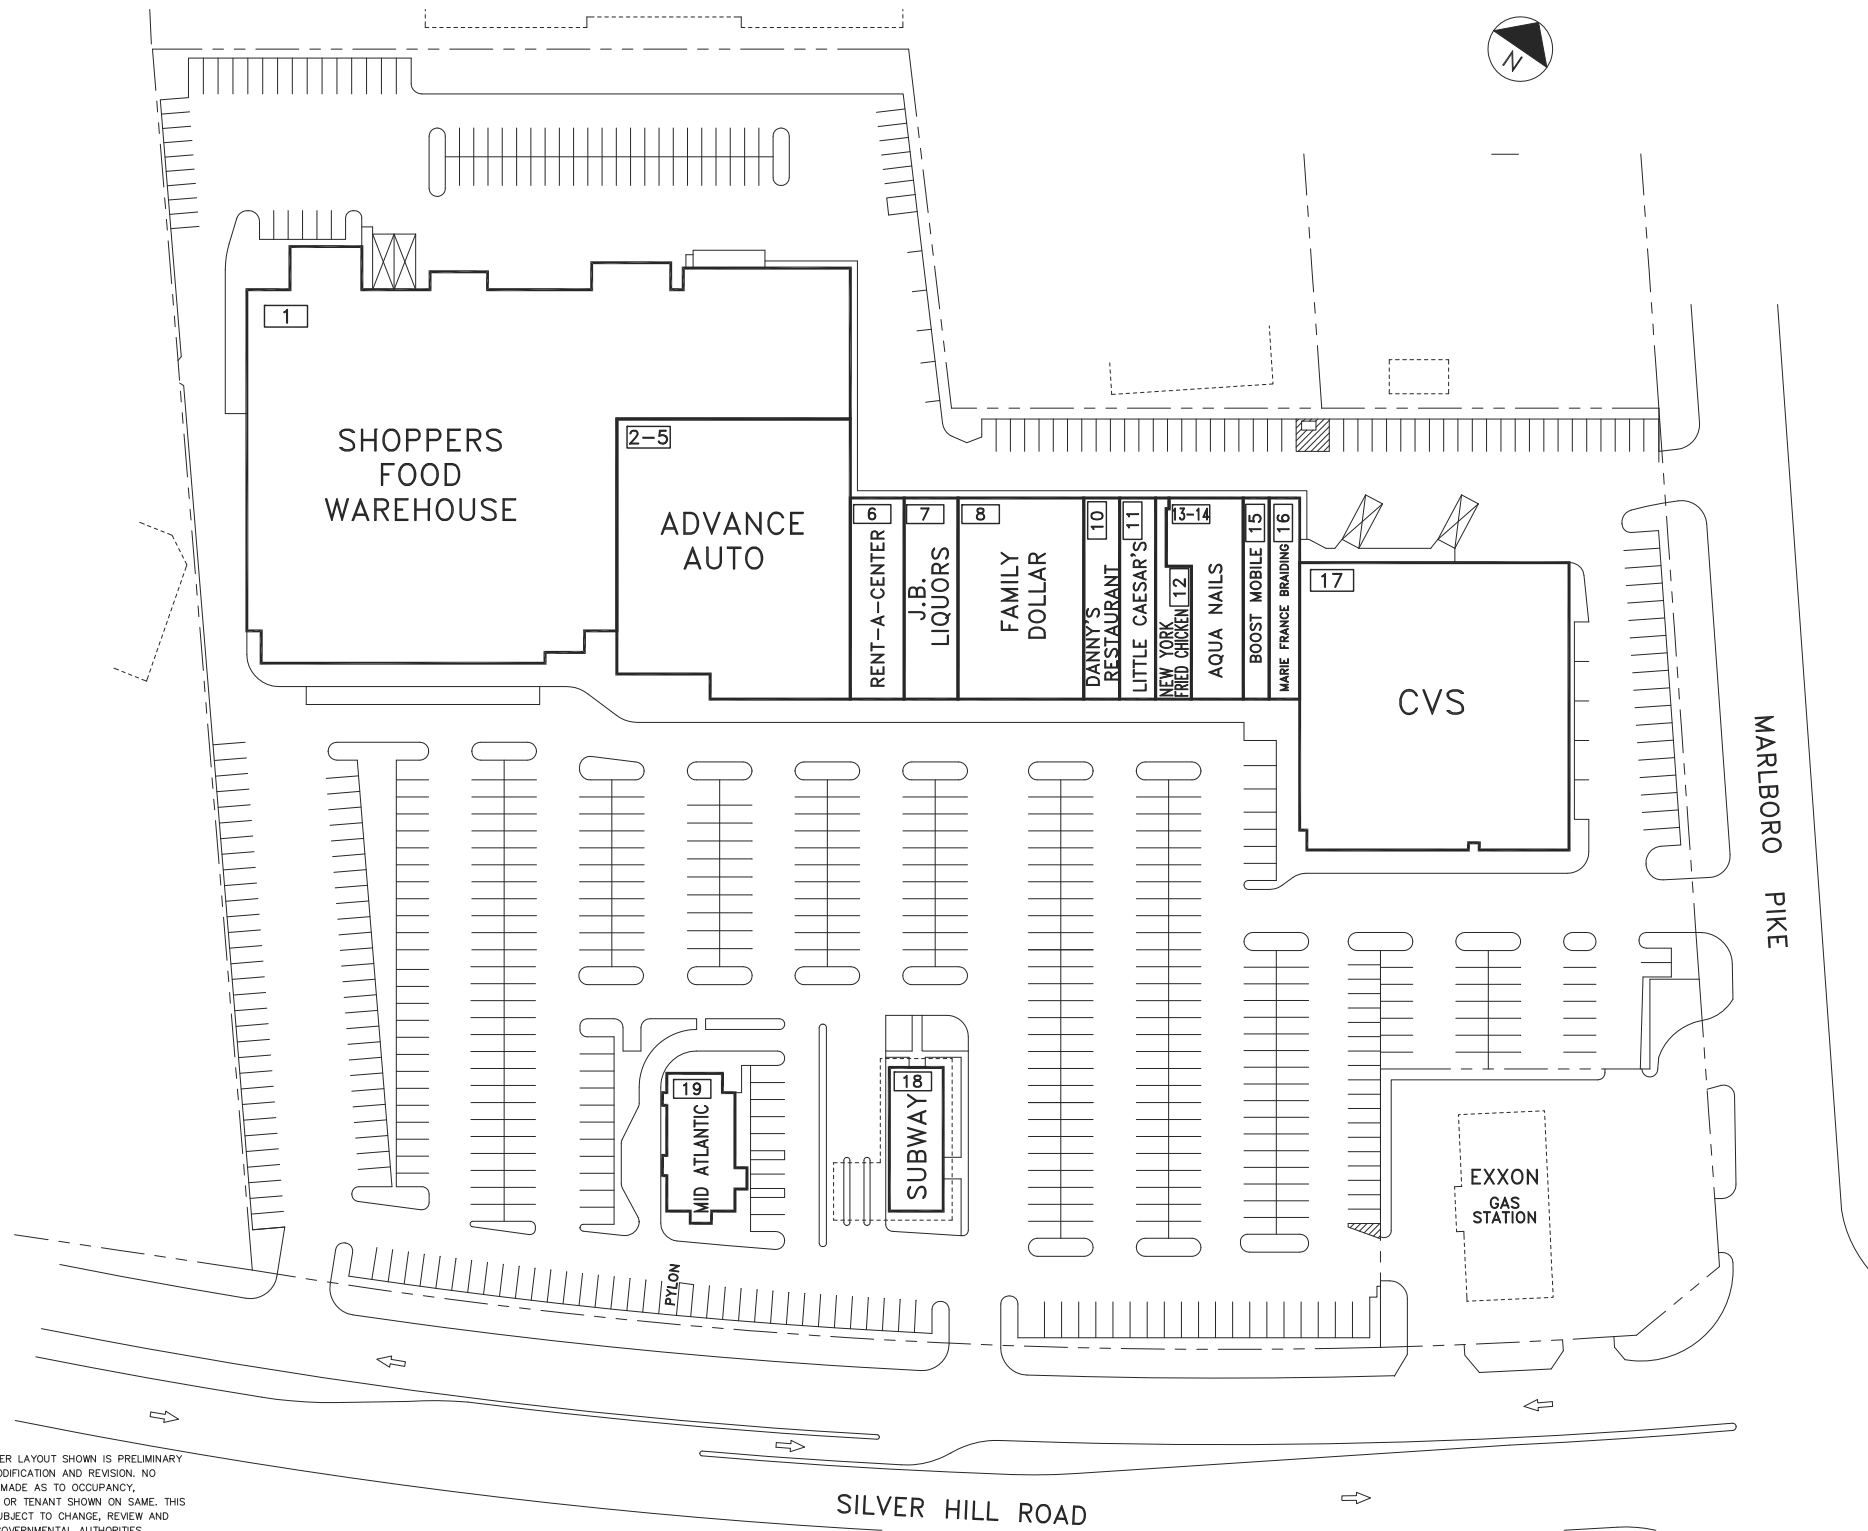 N
1
SHOPPERS
FOOD
WAREHOUSE
2-5
ADVANCE
AUTO
6
RENT-A-CENTER
7
J.B.
LIQUORS
8
FAMILY
DOLLAR
10
DANNY'S
RESTAURANT
11
LITTLE CAESAR'S
12
NEW YORK
FRIED CHICKEN
13-14
AQUA NAILS
15
BOOST MOBILE
16
MARIE FRANCE BRAIDING
17
CVS
MARLBORO PIKE
19
MID ATLANTIC
18
SUBWAY
EXXON
GAS
STATION
PYLON
SILVER HILL ROAD
ER LAYOUT SHOWN IS PRELIMINARY
ODIFICATION AND REVISION. NO
MADE AS TO OCCUPANCY,
OR TENANT SHOWN ON SAME. THIS
UBJECT TO CHANGE, REVIEW AND
GOVERNMENTAL AUTHORITIES